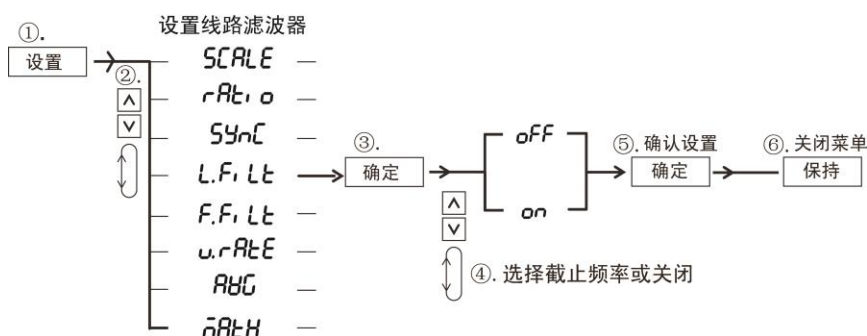 设置线路滤波器
①.
设置
②.
SCALE
rAtio
SYnC
L.FiLt
F.FiLt
u.rAtE
AVG
mAtH
③.
确定
oFF
on
④. 选择截止频率或关闭
⑤. 确认设置
确定
⑥. 关闭菜单
保持